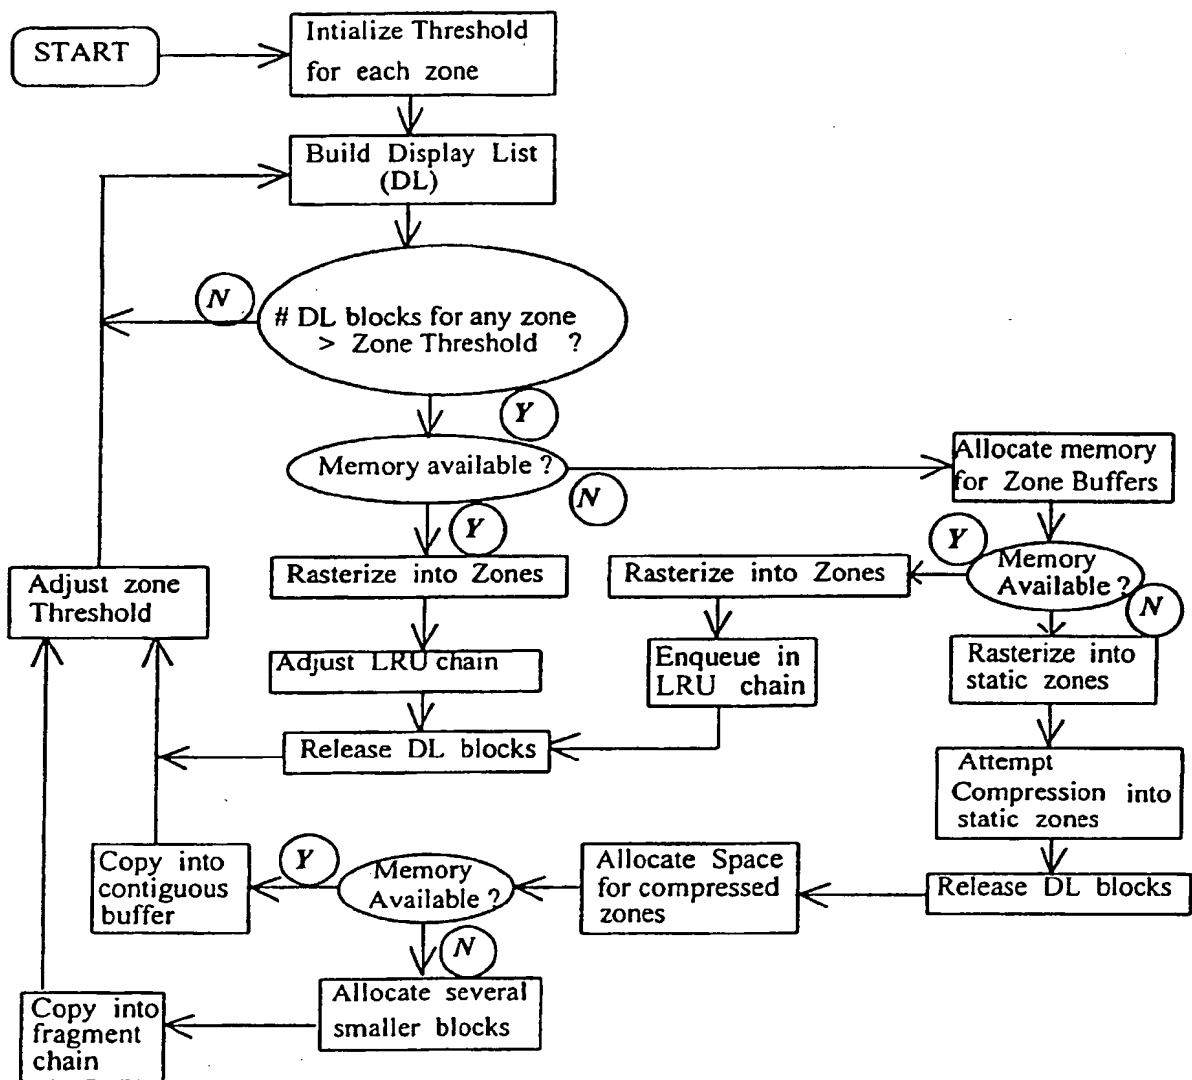 START
Intialize Threshold
for each zone
Build Display List
(DL)
N
# DL blocks for any zone
> Zone Threshold ?
Y
Memory available ?
N
Allocate memory
for Zone Buffers
Y
Y
Memory
Available ?
N
Adjust zone
Threshold
Rasterize into Zones
Rasterize into Zones
Adjust LRU chain
Enqueue in
LRU chain
Rasterize into
static zones
Release DL blocks
Attempt
Compression into
static zones
Copy into
contiguous
buffer
Y
Memory
Available ?
N
Allocate Space
for compressed
zones
Release DL blocks
Copy into
fragment
chain
Allocate several
smaller blocks